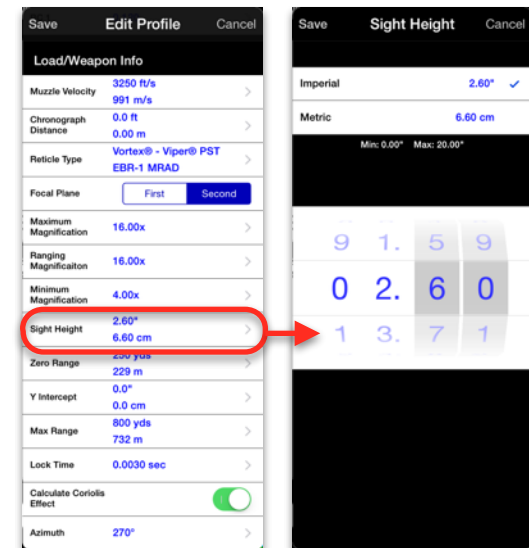 Save Edit Profile Cancel
Load/Weapon Info
Muzzle Velocity
3250 ft/s
991 m/s
Chronograph
Distance
0.0 ft
0.00 m
Reticle Type
Vortex® - Viper® PST
EBR-1 MRAD
Focal Plane
First Second
Maximum
Magnification
16.00x
Ranging
Magnificaiton
16.00x
Minimum
Magnification
4.00x
Sight Height
2.60"
6.60 cm
Zero Range
250 yds
229 m
Y Intercept
0.0"
0.0 cm
Max Range
800 yds
732 m
Lock Time
0.0030 sec
Calculate Coriolis
Effect
Azimuth
270°
Save Sight Height Cancel
Imperial 2.60" ✓
Metric 6.60 cm
Min: 0.00" Max: 20.00"
9 1. 5 9
0 2. 6 0
1 3. 7 1